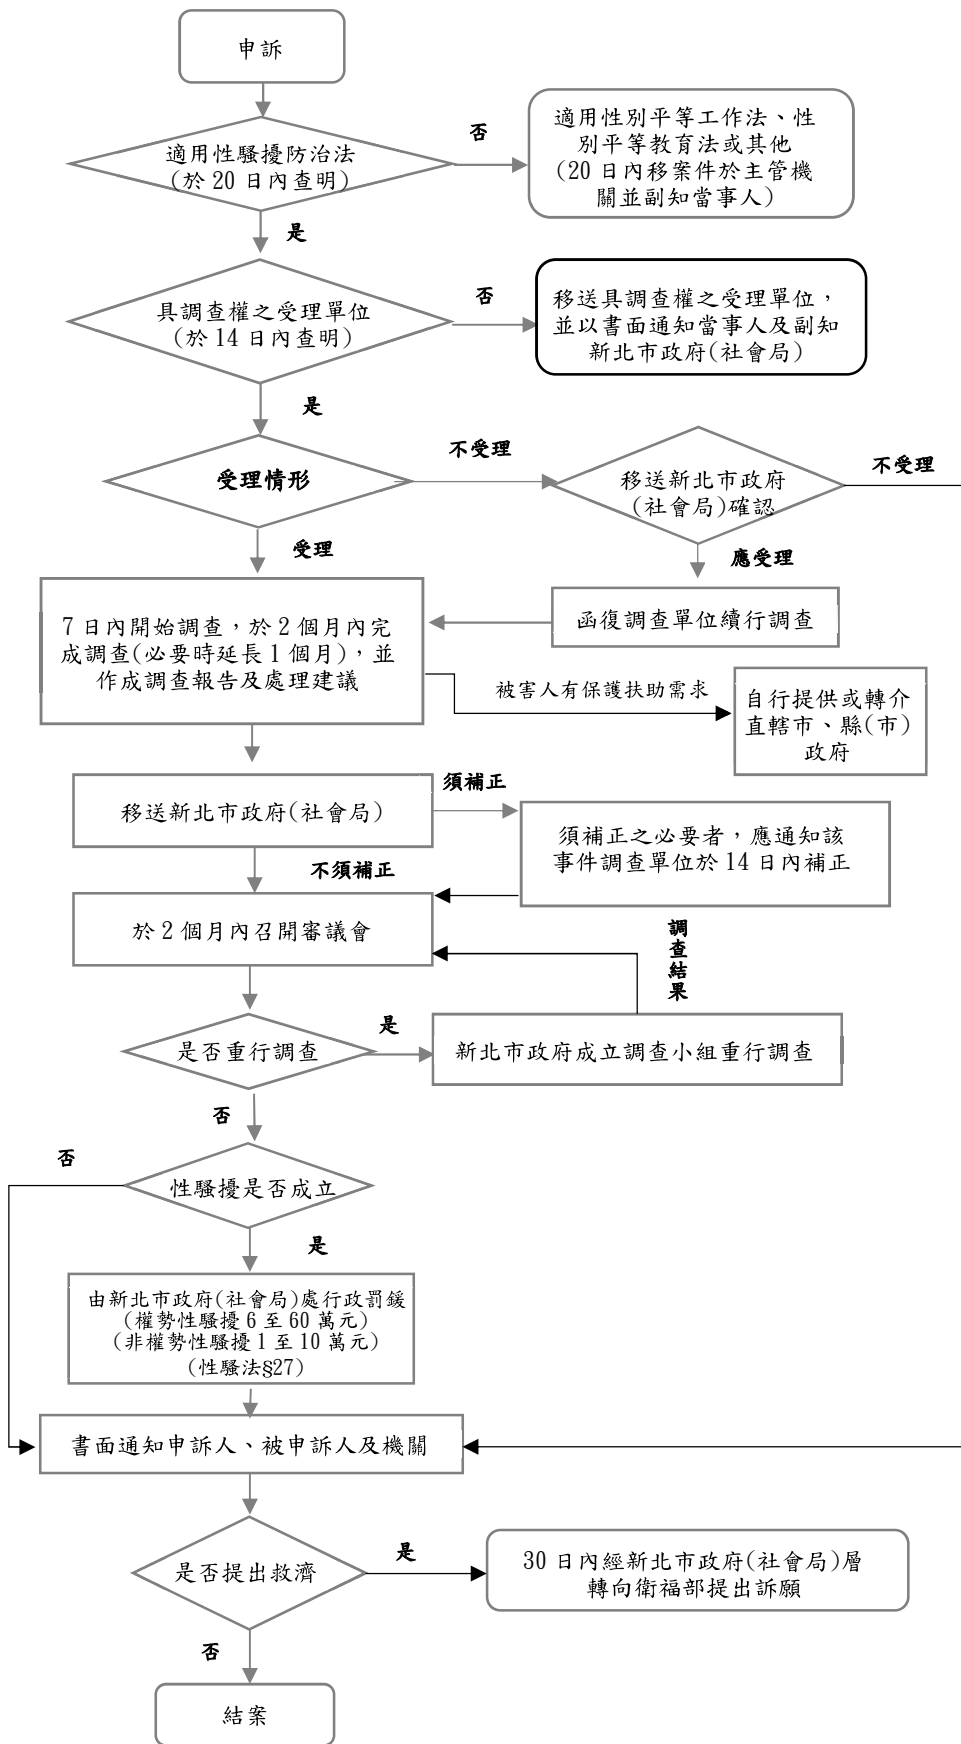 申訴
適用性騷擾防治法
(於 20 日內查明)
否
適用性別平等工作法、性
別平等教育法或其他
(20 日內移案件於主管機
關並副知當事人)
是
具調查權之受理單位
(於 14 日內查明)
否
移送具調查權之受理單位，
並以書面通知當事人及副知
新北市政府(社會局)
是
受理情形
不受理
移送新北市政府
(社會局)確認
不受理
受理
應受理
7 日內開始調查，於 2 個月內完
成調查(必要時延長 1 個月)，並
作成調查報告及處理建議
函復調查單位續行調查
被害人有保護扶助需求
自行提供或轉介
直轄市、縣(市)
政府
移送新北市政府(社會局)
須補正
須補正之必要者，應通知該
事件調查單位於 14 日內補正
不須補正
於 2 個月內召開審議會
調查結果
是否重行調查
是
新北市政府成立調查小組重行調查
否
性騷擾是否成立
否
是
由新北市政府(社會局)處行政罰鍰
(權勢性騷擾 6 至 60 萬元)
(非權勢性騷擾 1 至 10 萬元)
(性騷法§27)
書面通知申訴人、被申訴人及機關
是否提出救濟
是
30 日內經新北市政府(社會局)層
轉向衛福部提出訴願
否
結案